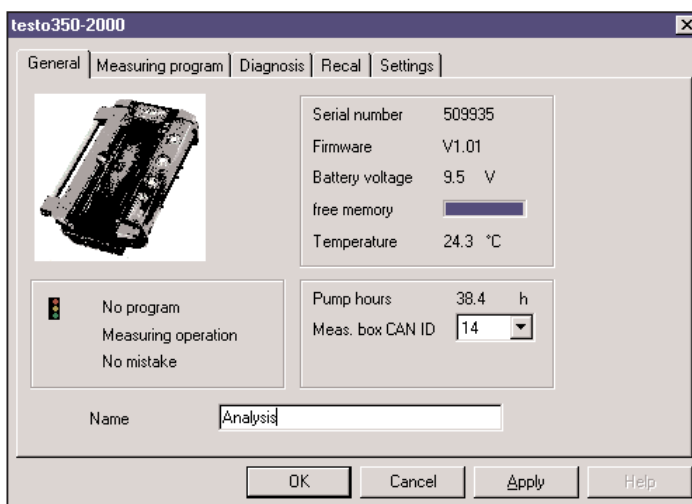 testo350-2000
General Measuring program Diagnosis Recal Settings
Serial number 509935
Firmware V1.01
Battery voltage 9.5 V
free memory
Temperature 24.3 °C
No program
Measuring operation
No mistake
Pump hours 38.4 h
Meas. box CAN ID 14
Name Analysis
OK Cancel Apply Help